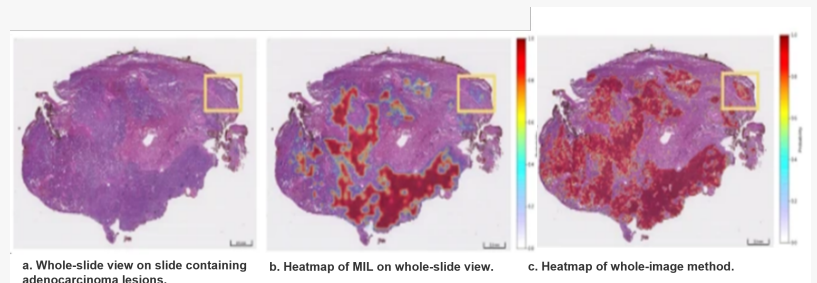 a. Whole-slide view on slide containing
adenocarcinoma lesions.
b. Heatmap of MIL on whole-slide view.
c. Heatmap of whole-image method.
Probability